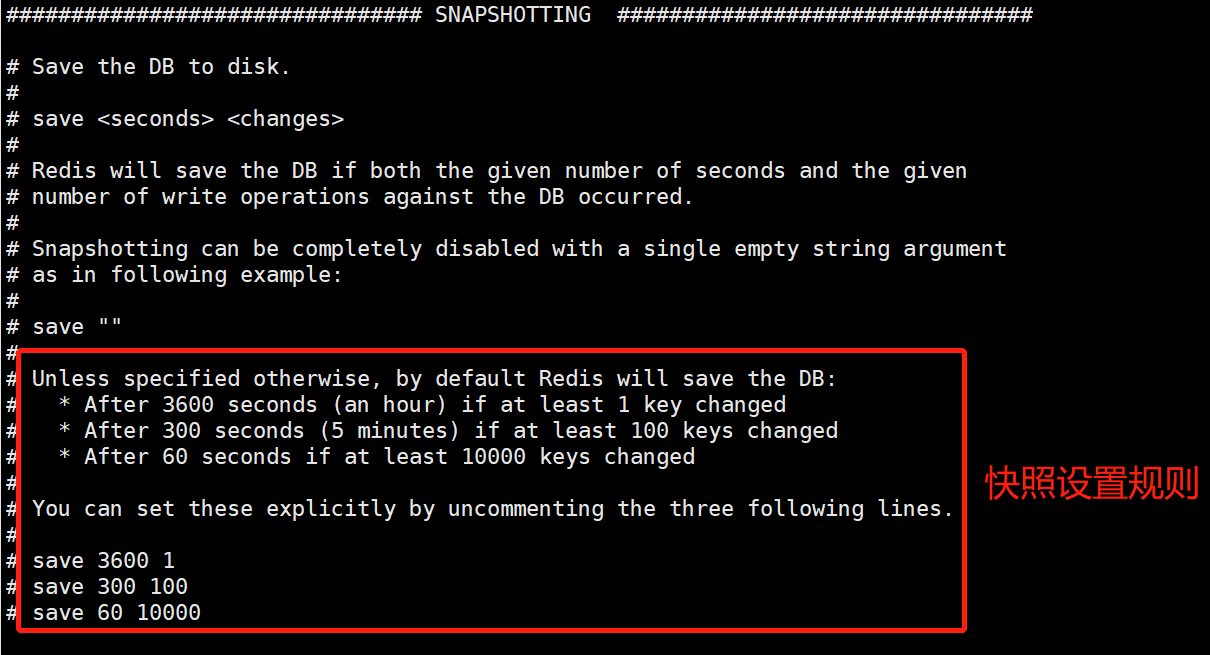 ################################ SNAPSHOTTING  ################################
# Save the DB to disk.
#
# save <seconds> <changes>
#
# Redis will save the DB if both the given number of seconds and the given
# number of write operations against the DB occurred.
#
# Snapshotting can be completely disabled with a single empty string argument
# as in following example:
#
# save ""
#
# Unless specified otherwise, by default Redis will save the DB:
#   * After 3600 seconds (an hour) if at least 1 key changed
#   * After 300 seconds (5 minutes) if at least 100 keys changed
#   * After 60 seconds if at least 10000 keys changed
#
# You can set these explicitly by uncommenting the three following lines.
#
# save 3600 1
# save 300 100
# save 60 10000
快照设置规则